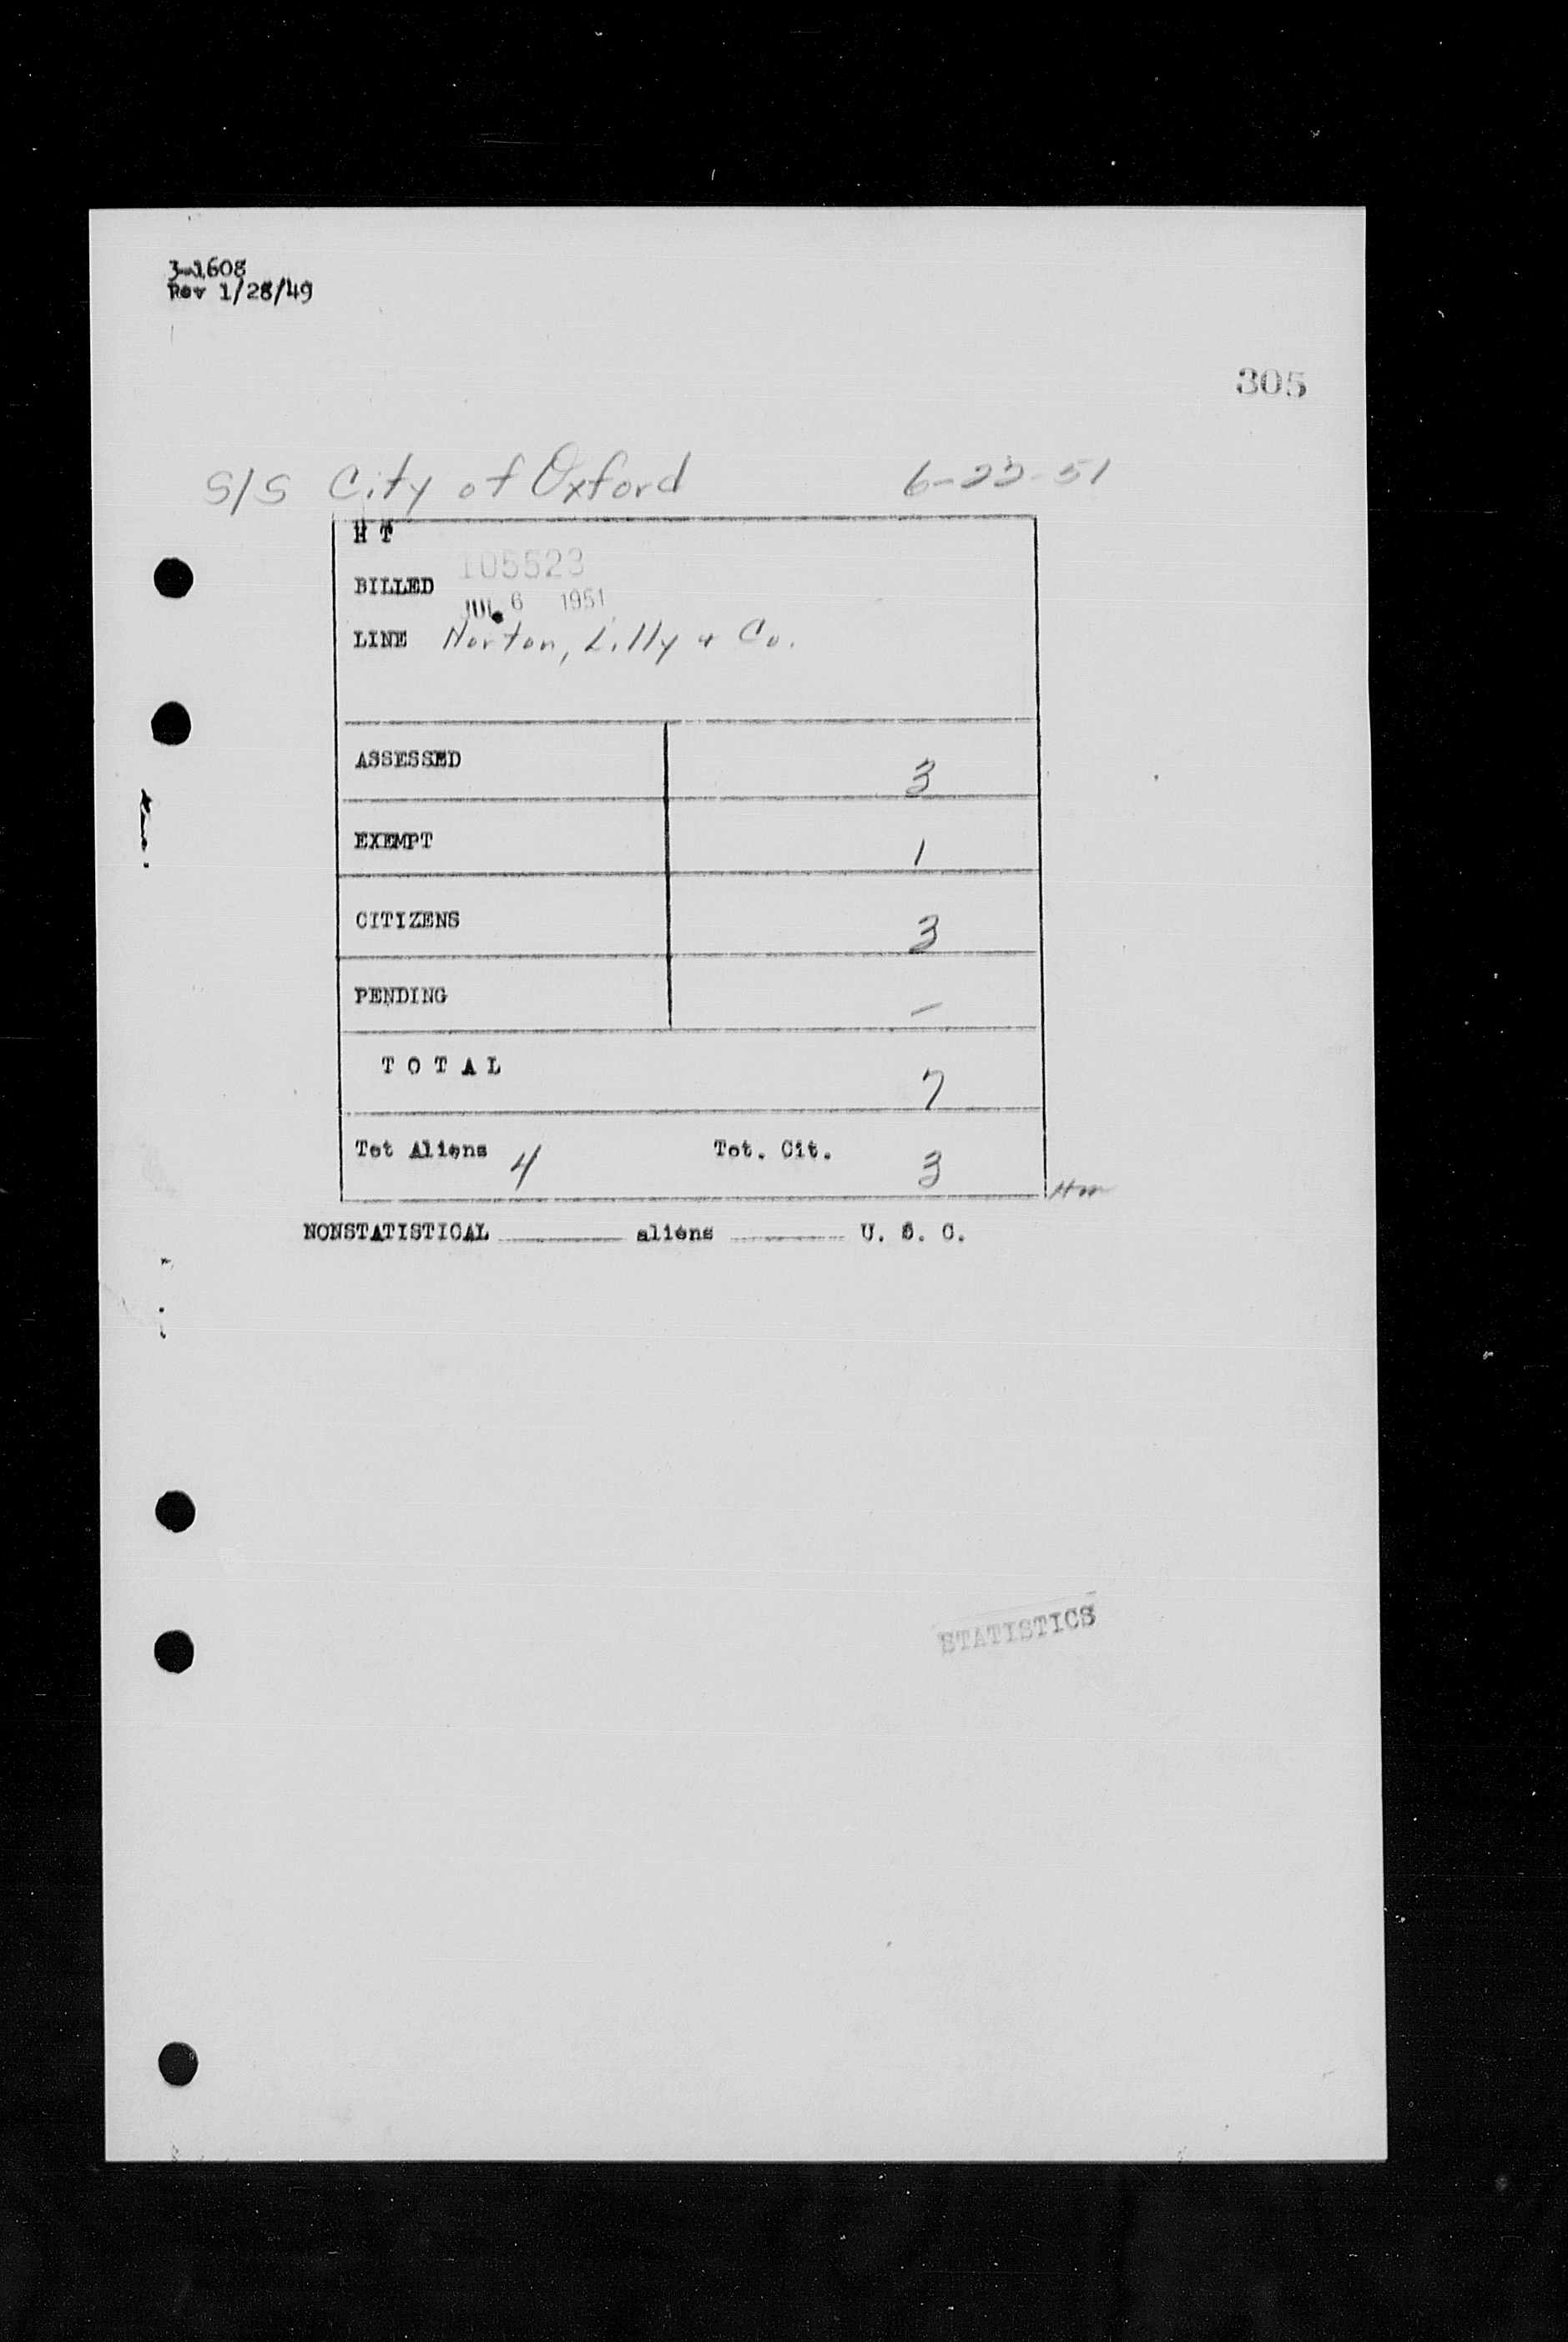 3-1608
Rev 1/28/49
305
S/S City of Oxford 6-22-51
H T
105523
BILLED
JUL 6 1951
LINE Norton, Lilly & Co.
ASSESSED 3
EXEMPT 1
CITIZENS 3
PENDING -
T O T A L 7
Tot Aliens 4 Tot. Cit. 3
NONSTATISTICAL aliens U. S. C.
STATISTICS